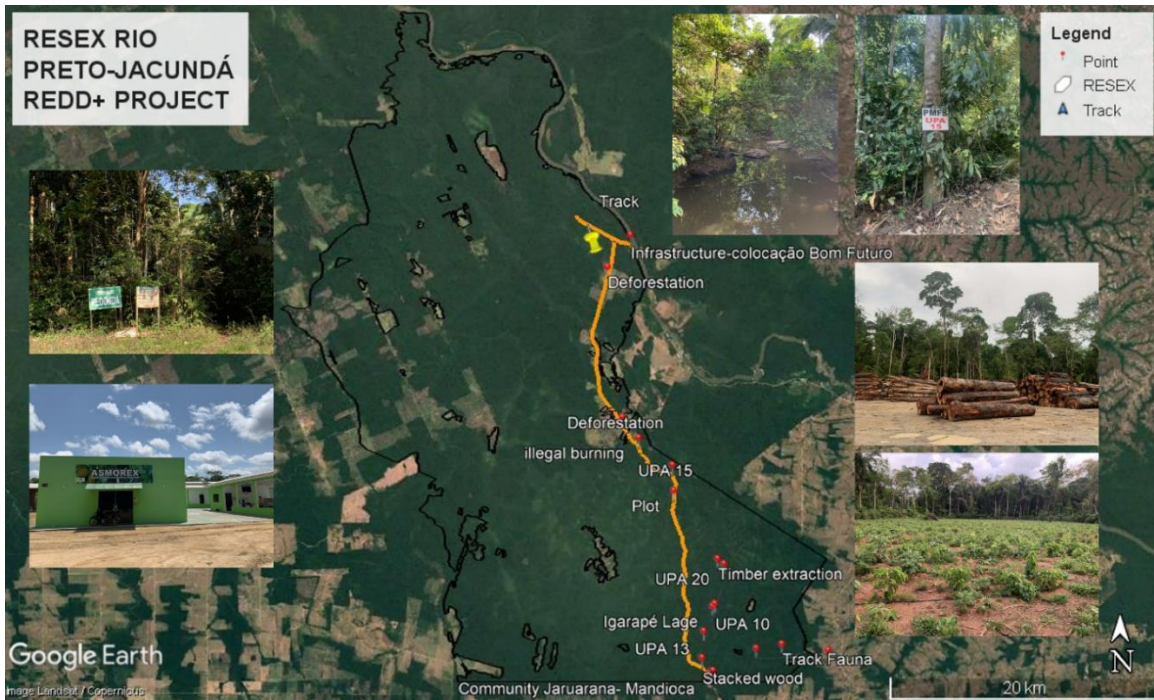 RESEX RIO
PRETO-JACUNDÁ
REDD+ PROJECT
Legend
Point
RESEX
Track
PMFS
UPA
15
Track
Infrastructure-colocação Bom Futuro
Deforestation
Deforestation
illegal burning
UPA 15
Plot
ASMOREX
UPA 20
Timber extraction
Igarapé Lage
UPA 10
UPA 13
Track Fauna
Stacked wood
Community Jaruarana- Mandioca
Google Earth
Image Landsat / Copernicus
20 km
N